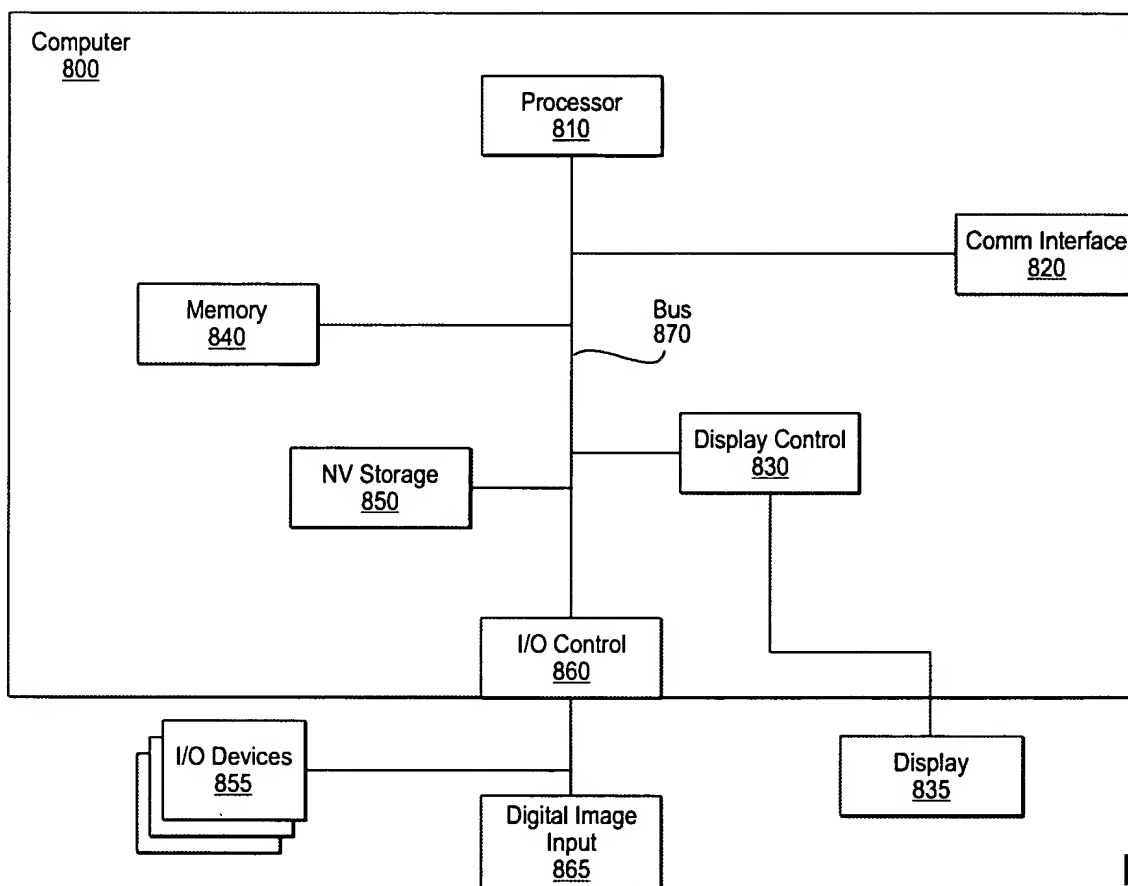 Computer
800
Processor
810
Comm Interface
820
Memory
840
Bus
870
Display Control
830
NV Storage
850
I/O Control
860
I/O Devices
855
Display
835
Digital Image
Input
865